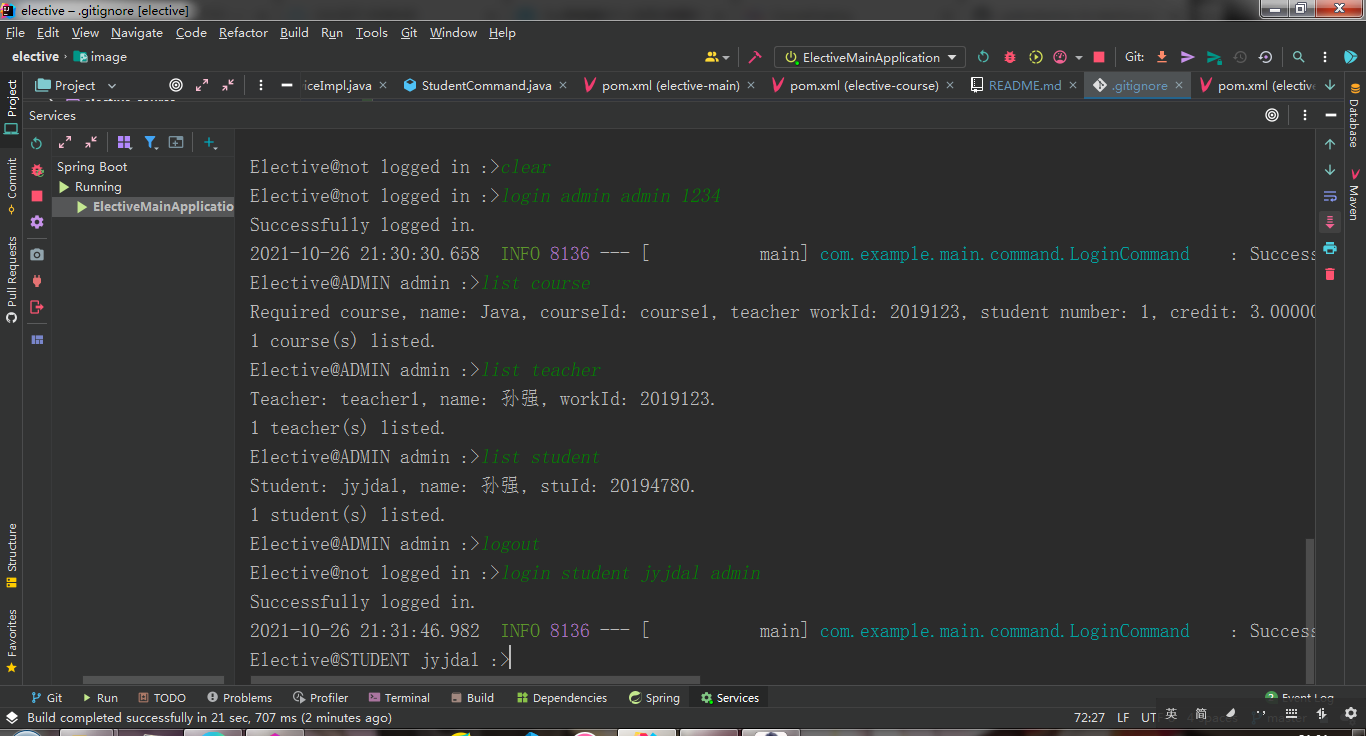 elective – .gitignore [elective]
File Edit View Navigate Code Refactor Build Run Tools Git Window Help
elective image ElectiveMainApplication Git:
Project iceImpl.java StudentCommand.java pom.xml (elective-main) pom.xml (elective-course) README.md .gitignore pom.xml (elective
Services
Spring Boot
Running
ElectiveMainApplicatio
Elective@not logged in :>clear
Elective@not logged in :>login admin admin 1234
Successfully logged in.
2021-10-26 21:30:30.658 INFO 8136 --- [ main] com.example.main.command.LoginCommand : Success
Elective@ADMIN admin :>list course
Required course, name: Java, courseId: course1, teacher workId: 2019123, student number: 1, credit: 3.00000
1 course(s) listed.
Elective@ADMIN admin :>list teacher
Teacher: teacher1, name: 孙强, workId: 2019123.
1 teacher(s) listed.
Elective@ADMIN admin :>list student
Student: jyjdal, name: 孙强, stuId: 20194780.
1 student(s) listed.
Elective@ADMIN admin :>logout
Elective@not logged in :>login student jyjdal admin
Successfully logged in.
2021-10-26 21:31:46.982 INFO 8136 --- [ main] com.example.main.command.LoginCommand : Success
Elective@STUDENT jyjdal :>
Project
Commit
Pull Requests
Structure
Favorites
Database
Maven
Git Run TODO Problems Profiler Terminal Build Dependencies Spring Services Event Log
Build completed successfully in 21 sec, 707 ms (2 minutes ago) 72:27 LF UT
英 简